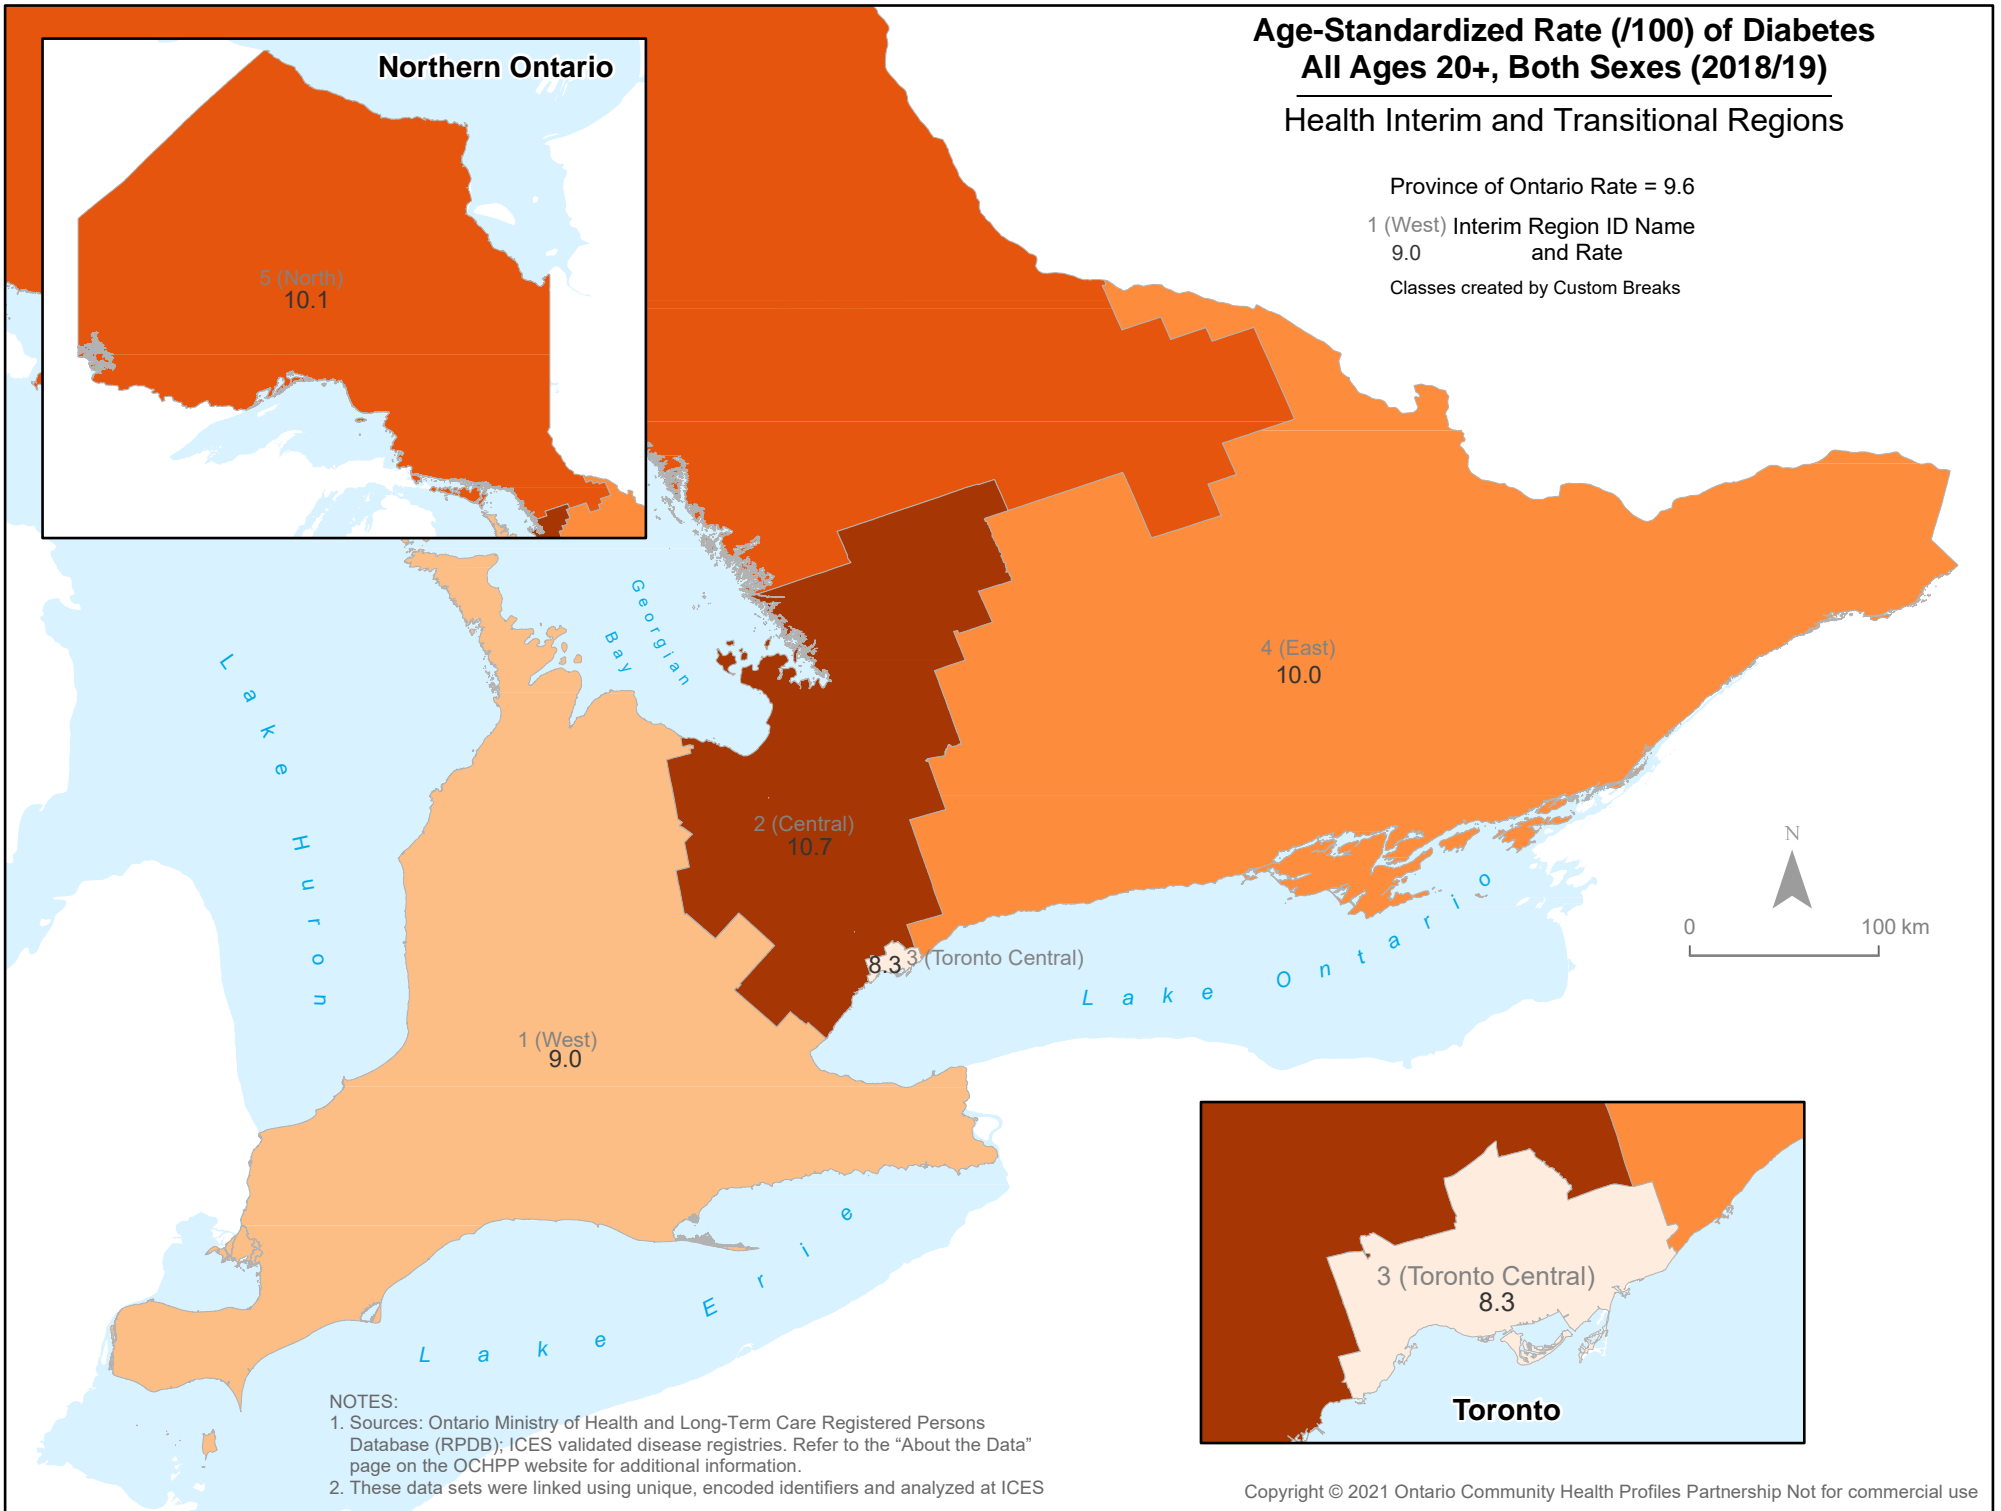 Age-Standardized Rate (/100) of Diabetes
All Ages 20+, Both Sexes (2018/19)
Health Interim and Transitional Regions
Province of Ontario Rate = 9.6
1 (West) Interim Region ID Name
9.0 and Rate
Classes created by Custom Breaks
Northern Ontario
5 (North)
10.1
Georgian
Bay
Lake Huron
4 (East)
10.0
2 (Central)
10.7
N
0 100 km
8.3 3 (Toronto Central)
Lake Ontario
1 (West)
9.0
Lake Erie
3 (Toronto Central)
8.3
Toronto
NOTES:
1. Sources: Ontario Ministry of Health and Long-Term Care Registered Persons
Database (RPDB); ICES validated disease registries. Refer to the “About the Data”
page on the OCHPP website for additional information.
2. These data sets were linked using unique, encoded identifiers and analyzed at ICES
Copyright © 2021 Ontario Community Health Profiles Partnership Not for commercial use